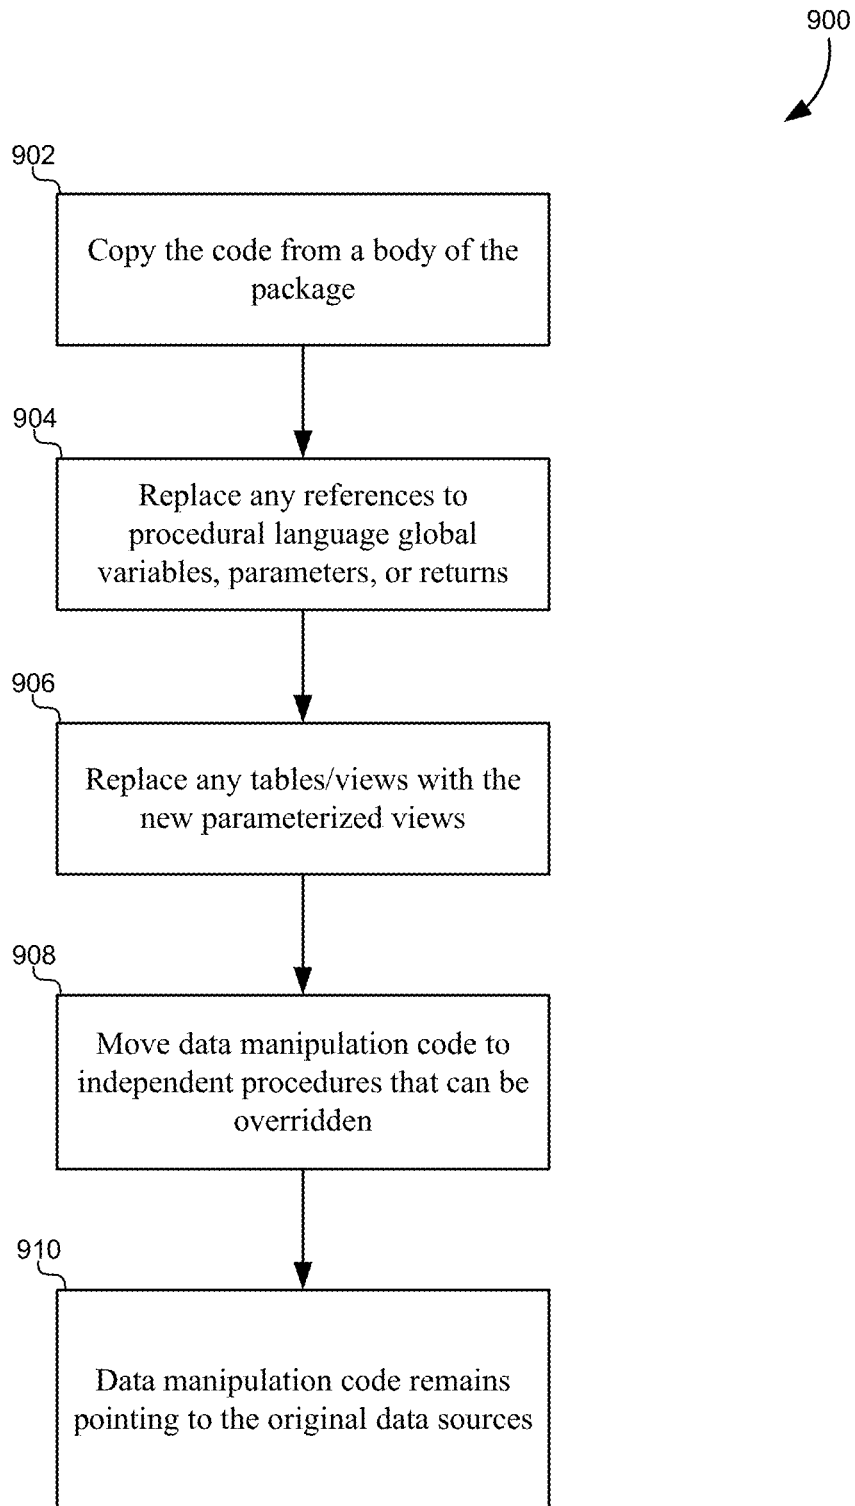 900
902
Copy the code from a body of the
package
904
Replace any references to
procedural language global
variables, parameters, or returns
906
Replace any tables/views with the
new parameterized views
908
Move data manipulation code to
independent procedures that can be
overridden
910
Data manipulation code remains
pointing to the original data sources